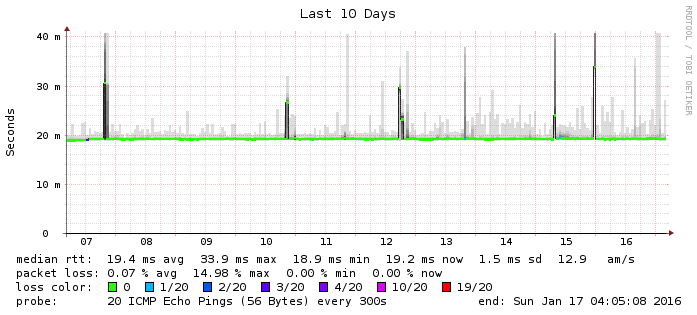 Last 10 Days
RRDTOOL / TOBI OETIKER
Seconds
40 m
30 m
20 m
10 m
0
07 08 09 10 11 12 13 14 15 16
median rtt: 19.4 ms avg 33.9 ms max 18.9 ms min 19.2 ms now 1.5 ms sd 12.9 am/s
packet loss: 0.07 % avg 14.98 % max 0.00 % min 0.00 % now
loss color: 0 1/20 2/20 3/20 4/20 10/20 19/20
probe: 20 ICMP Echo Pings (56 Bytes) every 300s end: Sun Jan 17 04:05:08 2016